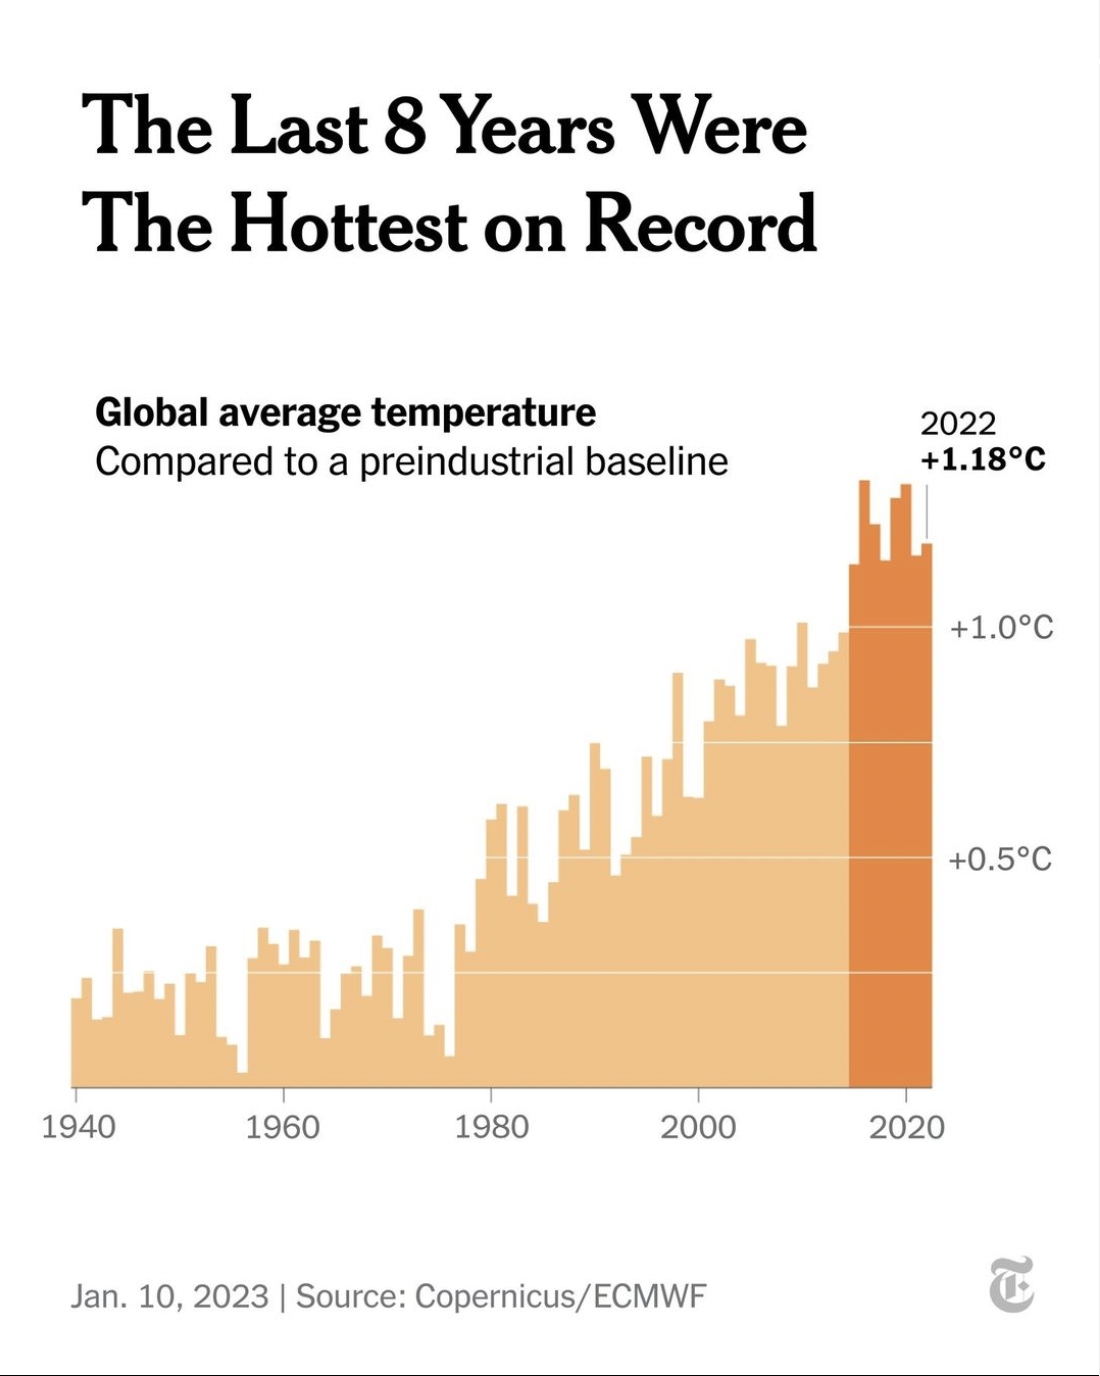 The Last 8 Years Were
The Hottest on Record
Global average temperature
Compared to a preindustrial baseline
2022
+1.18°C
+1.0°C
+0.5°C
1940 1960 1980 2000 2020
Jan. 10, 2023 | Source: Copernicus/ECMWF
T